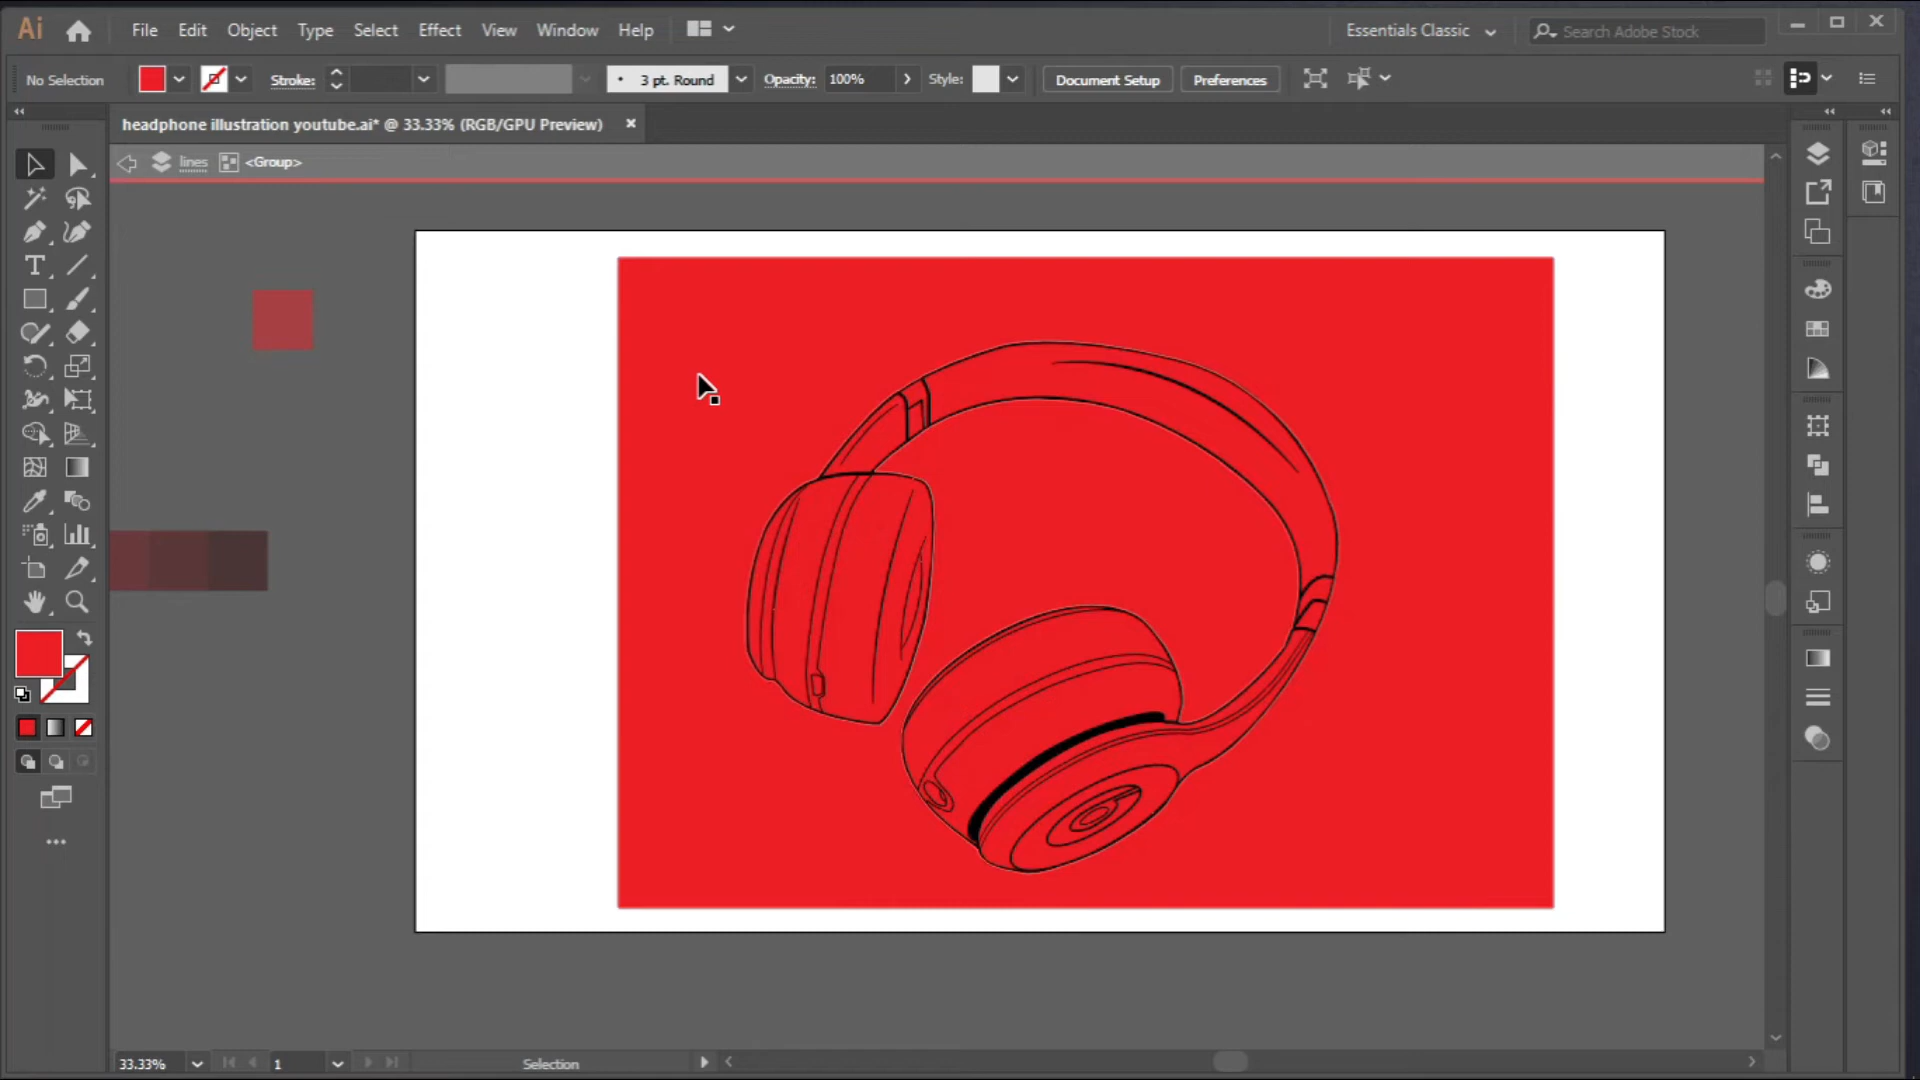 Ai File Edit Object Type Select Effect View Window Help Essentials Classic Search Adobe Stock
No Selection Stroke: 3 pt. Round Opacity: 100% Style: Document Setup Preferences
headphone illustration youtube.ai* @ 33.33% (RGB/GPU Preview)
lines <Group>
33.33% 1 Selection